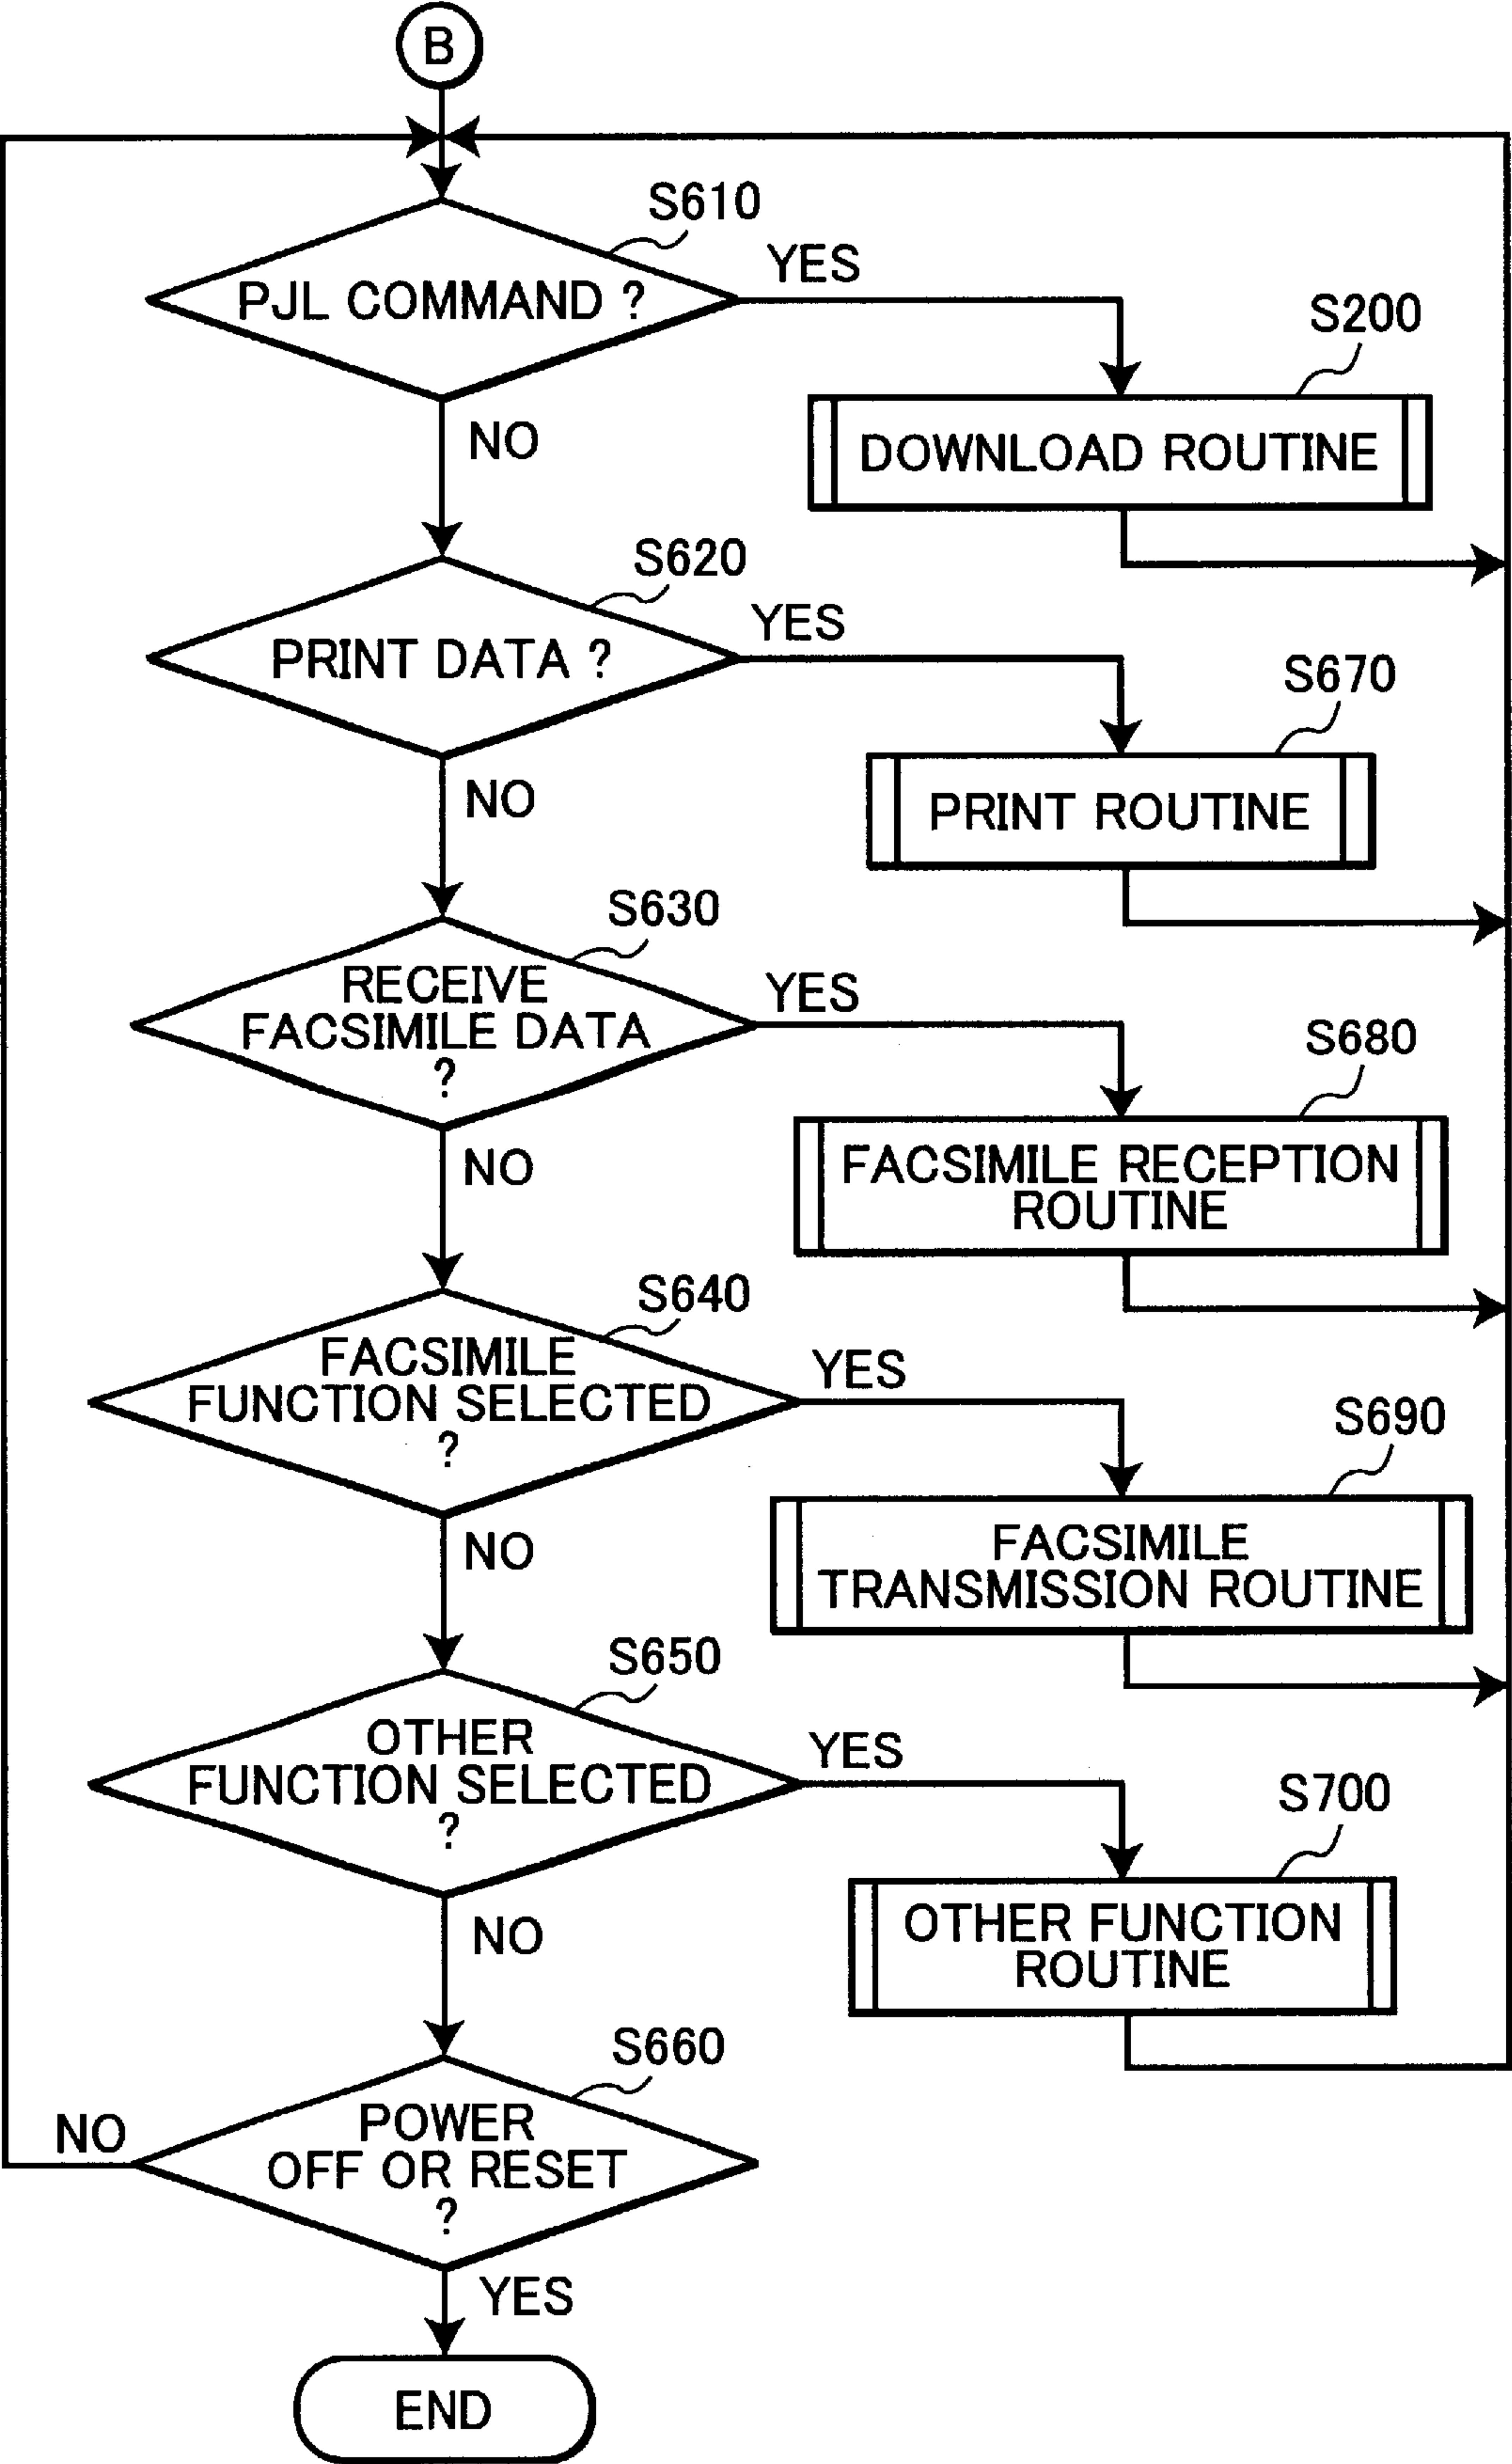 B
S610
YES
PJL COMMAND ?
S200
NO
DOWNLOAD ROUTINE
S620
YES
PRINT DATA ?
S670
NO
PRINT ROUTINE
S630
RECEIVE
FACSIMILE DATA
?
YES
S680
NO
FACSIMILE RECEPTION
ROUTINE
S640
FACSIMILE
FUNCTION SELECTED
?
YES
S690
NO
FACSIMILE
TRANSMISSION ROUTINE
S650
OTHER
FUNCTION SELECTED
?
YES
S700
NO
OTHER FUNCTION
ROUTINE
S660
NO
POWER
OFF OR RESET
?
YES
END